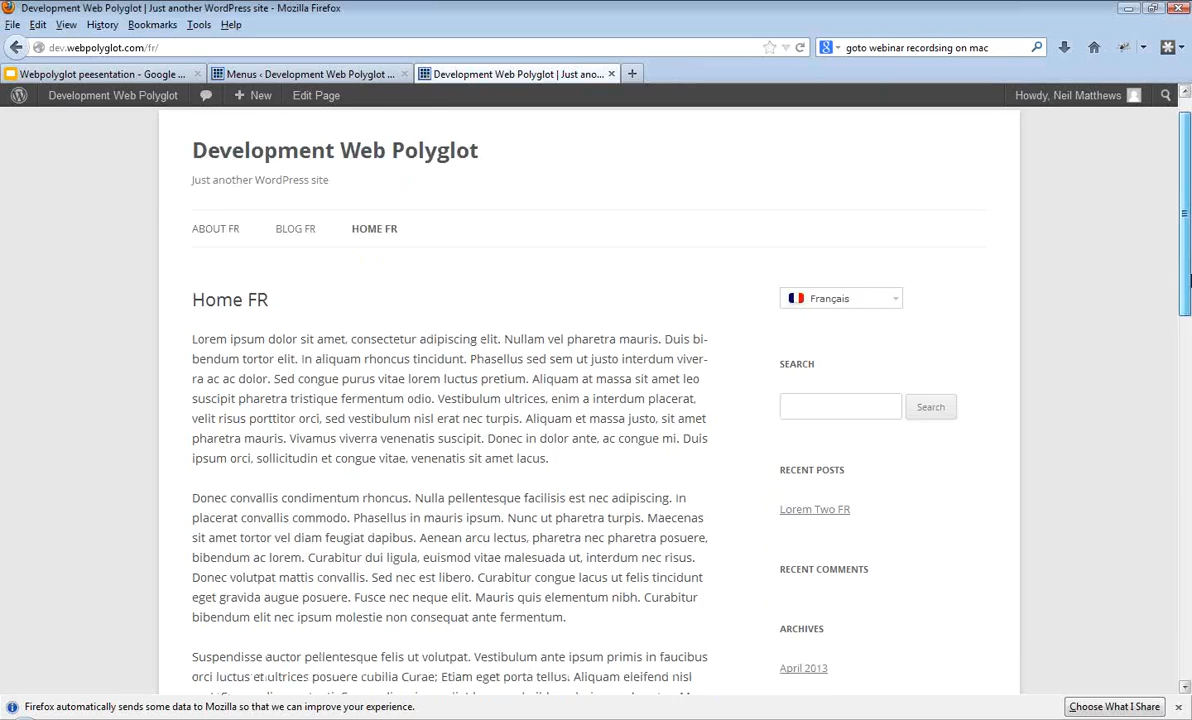 Development Web Polyglot | Just another WordPress site - Mozilla Firefox
File Edit View History Bookmarks Tools Help
dev.webpolyglot.com/fr/
goto webinar recordsing on mac
Webpolyglot peesentation - Google ...
Menus ‹ Development Web Polyglot ...
Development Web Polyglot | Just ano...
Development Web Polyglot
New
Edit Page
Howdy, Neil Matthews
Development Web Polyglot
Just another WordPress site
ABOUT FR BLOG FR HOME FR
Home FR
Lorem ipsum dolor sit amet, consectetur adipiscing elit. Nullam vel pharetra mauris. Duis bi-
bendum tortor elit. In aliquam rhoncus tincidunt. Phasellus sed sem ut justo interdum viver-
ra ac ac dolor. Sed congue purus vitae lorem luctus pretium. Aliquam at massa sit amet leo
suscipit pharetra tristique fermentum odio. Vestibulum ultrices, enim a interdum placerat,
velit risus porttitor orci, sed vestibulum nisl erat nec turpis. Aliquam et massa justo, sit amet
pharetra mauris. Vivamus viverra venenatis suscipit. Donec in dolor ante, ac congue mi. Duis
ipsum orci, sollicitudin et congue vitae, venenatis sit amet lacus.
Donec convallis condimentum rhoncus. Nulla pellentesque facilisis est nec adipiscing. In
placerat convallis commodo. Phasellus in mauris ipsum. Nunc ut pharetra turpis. Maecenas
sit amet tortor vel diam feugiat dapibus. Aenean arcu lectus, pharetra nec pharetra posuere,
bibendum ac lorem. Curabitur dui ligula, euismod vitae malesuada ut, interdum nec risus.
Donec volutpat mattis convallis. Sed nec est libero. Curabitur congue lacus ut felis tincidunt
eget gravida augue posuere. Fusce nec neque elit. Mauris quis elementum nibh. Curabitur
bibendum elit nec ipsum molestie non consequat ante fermentum.
Suspendisse auctor pellentesque felis ut volutpat. Vestibulum ante ipsum primis in faucibus
orci luctus et ultrices posuere cubilia Curae; Etiam eget porta tellus. Aliquam eleifend nisl
Français
SEARCH
Search
RECENT POSTS
Lorem Two FR
RECENT COMMENTS
ARCHIVES
April 2013
Firefox automatically sends some data to Mozilla so that we can improve your experience.
Choose What I Share